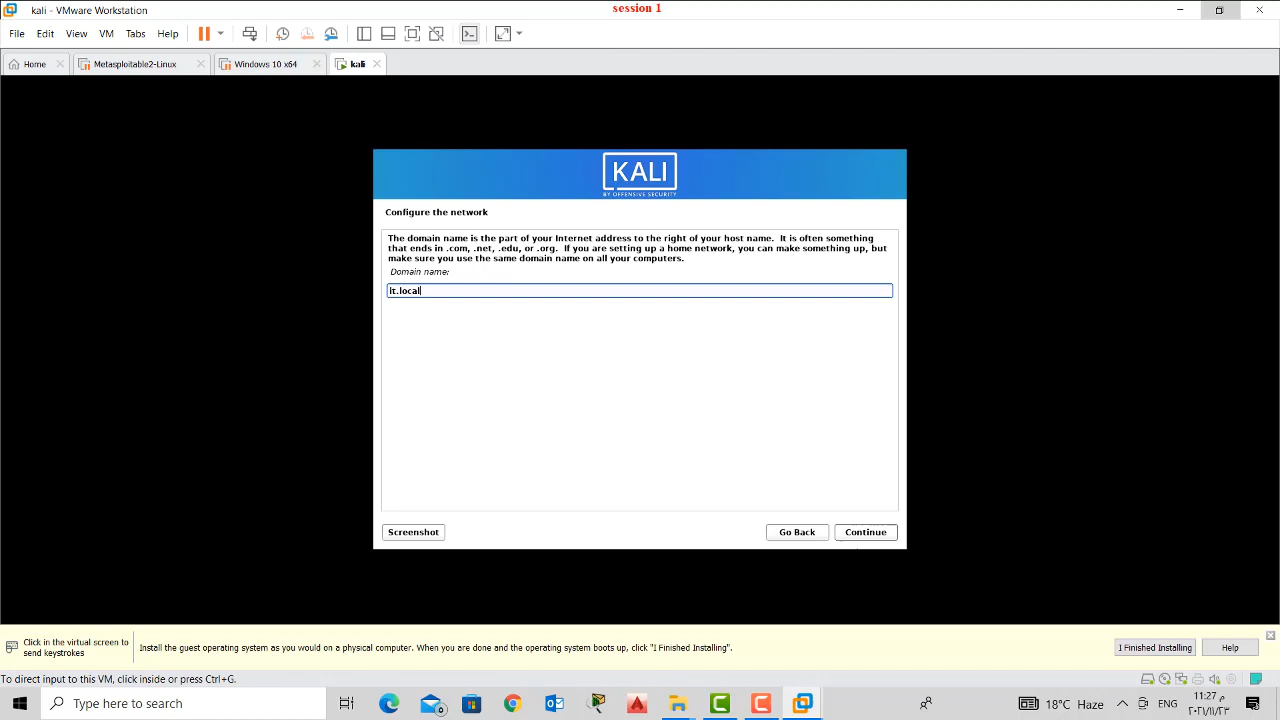 kali - VMware Workstation
session 1
File Edit View VM Tabs Help
Home
Metasploitable2-Linux
Windows 10 x64
kali
KALI
BY OFFENSIVE SECURITY
Configure the network
The domain name is the part of your Internet address to the right of your host name. It is often something
that ends in .com, .net, .edu, or .org. If you are setting up a home network, you can make something up, but
make sure you use the same domain name on all your computers.
Domain name:
it.local
Screenshot
Go Back
Continue
Click in the virtual screen to
send keystrokes
Install the guest operating system as you would on a physical computer. When you are done and the operating system boots up, click "I Finished Installing".
I Finished Installing
Help
To direct input to this VM, click inside or press Ctrl+G.
Type here to search
18°C Haze
ENG
11:27